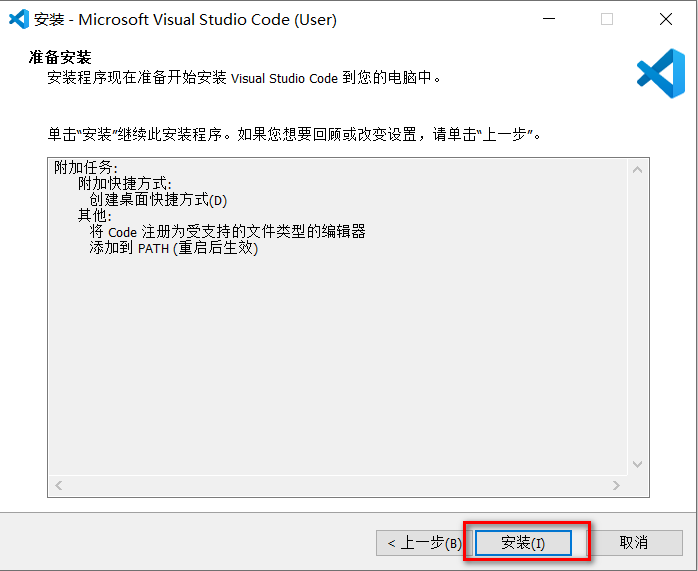 安装 - Microsoft Visual Studio Code (User)
准备安装
安装程序现在准备开始安装 Visual Studio Code 到您的电脑中。
单击“安装”继续此安装程序。如果您想要回顾或改变设置，请单击“上一步”。
附加任务:
附加快捷方式:
创建桌面快捷方式(D)
其他:
将 Code 注册为受支持的文件类型的编辑器
添加到 PATH (重启后生效)
< 上一步(B) 安装(I) 取消